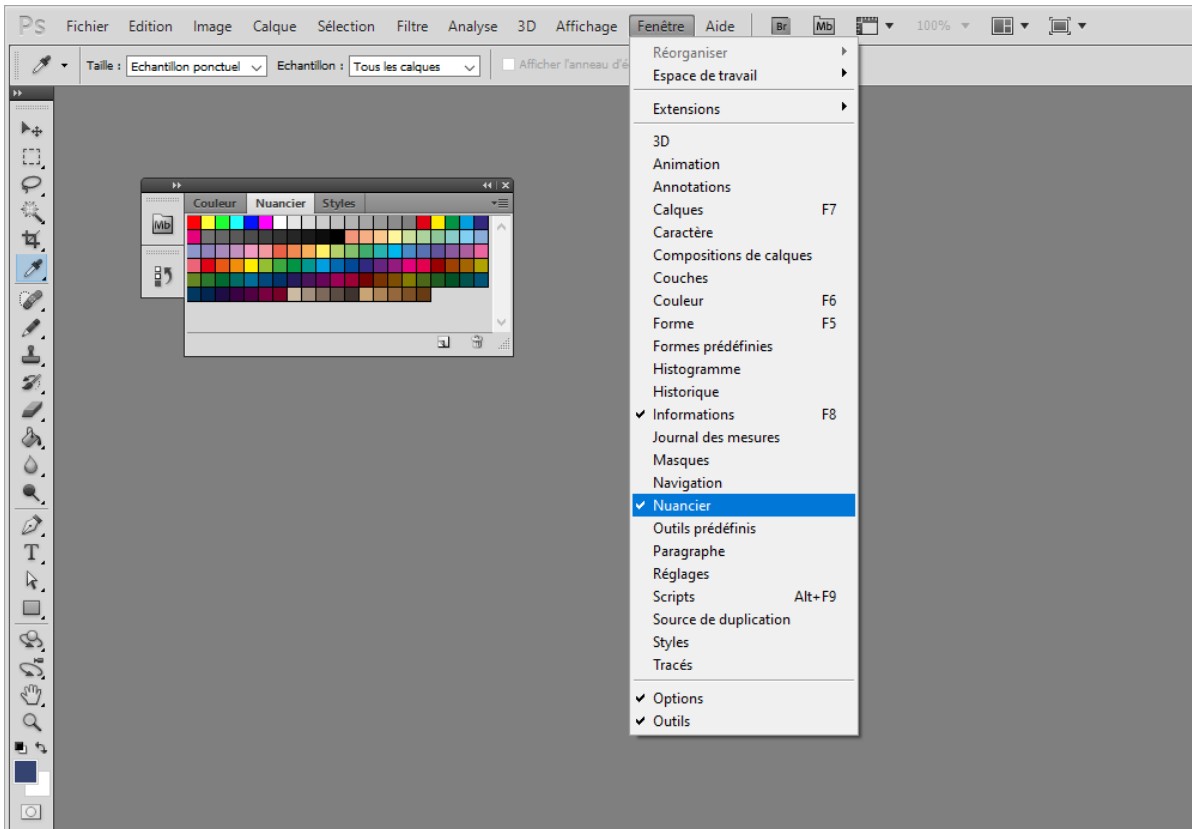 Ps Fichier Edition Image Calque Sélection Filtre Analyse 3D Affichage Fenêtre Aide Br Mb 100%
Taille : Echantillon ponctuel Echantillon : Tous les calques Afficher l'anneau d'é
Couleur Nuancier Styles
Mb
Réorganiser
Espace de travail
Extensions
3D
Animation
Annotations
Calques F7
Caractère
Compositions de calques
Couches
Couleur F6
Forme F5
Formes prédéfinies
Histogramme
Historique
Informations F8
Journal des mesures
Masques
Navigation
Nuancier
Outils prédéfinis
Paragraphe
Réglages
Scripts Alt+F9
Source de duplication
Styles
Tracés
Options
Outils